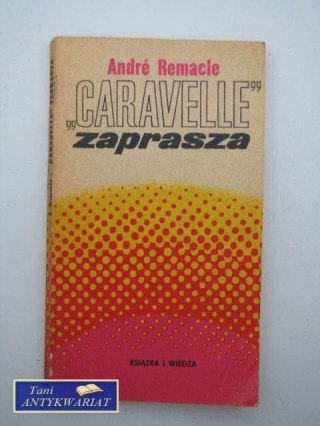 André Remacle
„CARAVELLE”
zaprasza
KSIĄŻKA I WIEDZA
Tani
ANTYKWARIAT